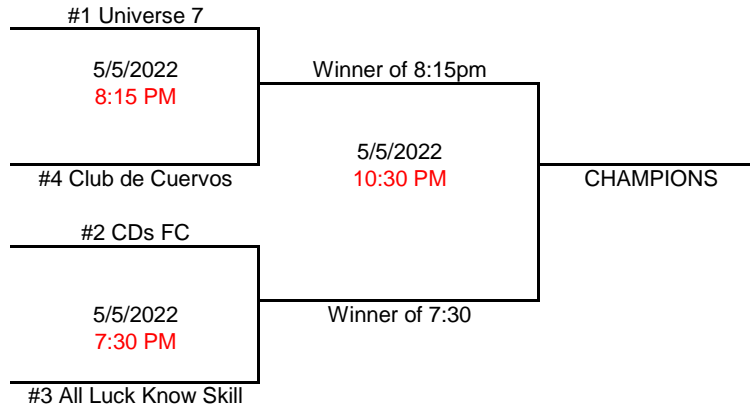 #1 Universe 7
5/5/2022
8:15 PM
Winner of 8:15pm
#4 Club de Cuervos
5/5/2022
10:30 PM
CHAMPIONS
#2 CDs FC
5/5/2022
7:30 PM
Winner of 7:30
#3 All Luck Know Skill